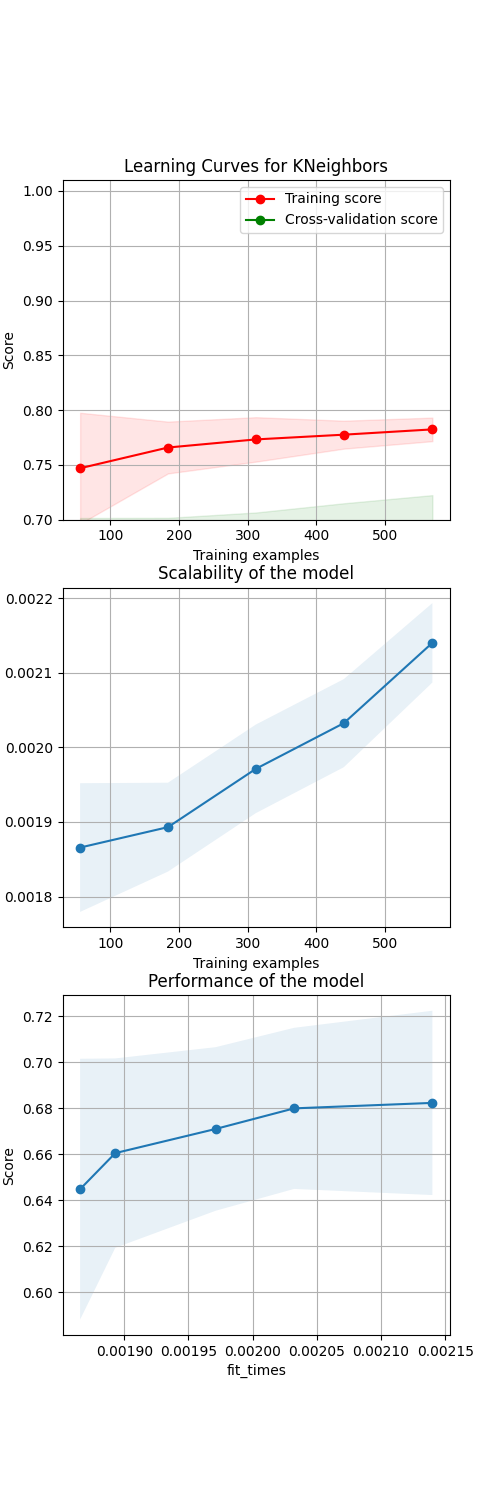 Learning Curves for KNeighbors
1.00
0.95
0.90
0.85
0.80
0.75
0.70
Score
Training score
Cross-validation score
100 200 300 400 500
Training examples
Scalability of the model
0.0022
0.0021
0.0020
0.0019
0.0018
100 200 300 400 500
Training examples
Performance of the model
0.72
0.70
0.68
0.66
0.64
0.62
0.60
Score
0.00190 0.00195 0.00200 0.00205 0.00210 0.00215
fit_times